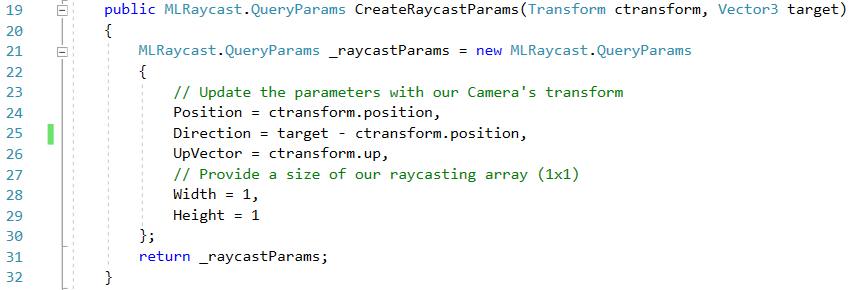 19 public MLRaycast.QueryParams CreateRaycastParams(Transform ctransform, Vector3 target)
20 {
21 MLRaycast.QueryParams _raycastParams = new MLRaycast.QueryParams
22 {
23 // Update the parameters with our Camera's transform
24 Position = ctransform.position,
25 Direction = target - ctransform.position,
26 UpVector = ctransform.up,
27 // Provide a size of our raycasting array (1x1)
28 Width = 1,
29 Height = 1
30 };
31 return _raycastParams;
32 }